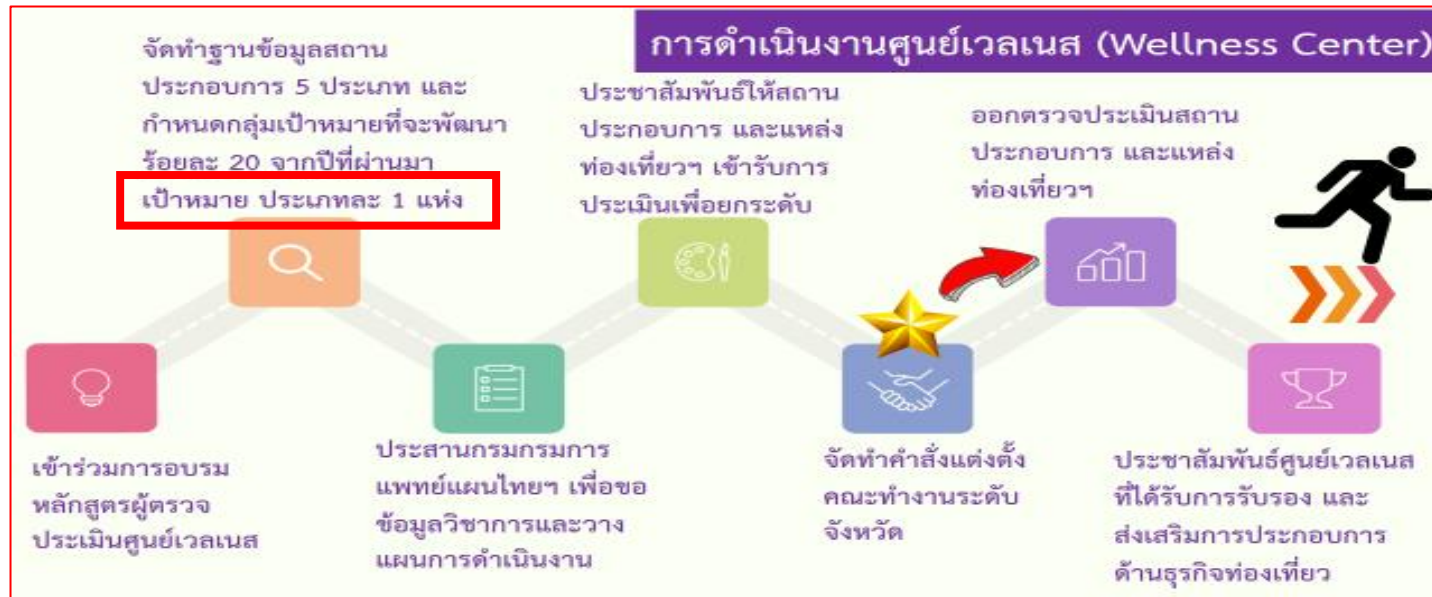 การดำเนินงานศูนย์เวลเนส (Wellness Center)
จัดทำฐานข้อมูลสถาน
ประกอบการ 5 ประเภท และ
กำหนดกลุ่มเป้าหมายที่จะพัฒนา
ร้อยละ 20 จากปีที่ผ่านมา
เป้าหมาย ประเภทละ 1 แห่ง
ประชาสัมพันธ์ให้สถาน
ประกอบการ และแหล่ง
ท่องเที่ยวฯ เข้ารับการ
ประเมินเพื่อยกระดับ
ออกตรวจประเมินสถาน
ประกอบการ และแหล่ง
ท่องเที่ยวฯ
เข้าร่วมการอบรม
หลักสูตรผู้ตรวจ
ประเมินศูนย์เวลเนส
ประสานกรมกรมการ
แพทย์แผนไทยฯ เพื่อขอ
ข้อมูลวิชาการและวาง
แผนการดำเนินงาน
จัดทำคำสั่งแต่งตั้ง
คณะทำงานระดับ
จังหวัด
ประชาสัมพันธ์ศูนย์เวลเนส
ที่ได้รับการรับรอง และ
ส่งเสริมการประกอบการ
ด้านธุรกิจท่องเที่ยว